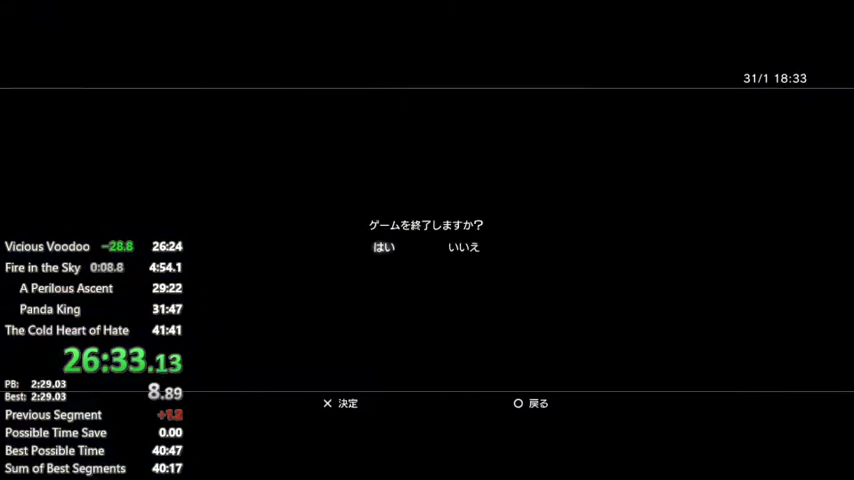 31/1 18:33
ゲームを終了しますか?
はい いいえ
Vicious Voodoo -28.8 26:24
Fire in the Sky 0:08.8 4:54.1
A Perilous Ascent 29:22
Panda King 31:47
The Cold Heart of Hate 41:41
26:33.13
PB: 2:29.03
Best: 2:29.03
8.89
× 決定 ○ 戻る
Previous Segment +1.2
Possible Time Save 0.00
Best Possible Time 40:47
Sum of Best Segments 40:17